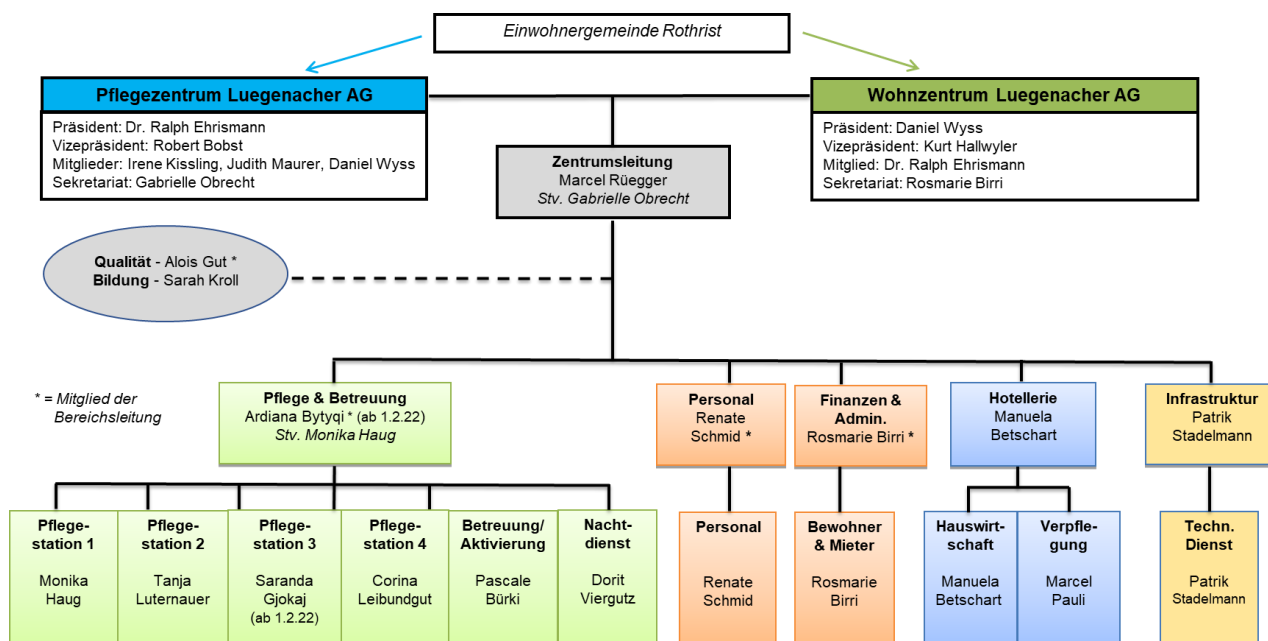 Einwohnergemeinde Rothrist
Pflegezentrum Luegenacher AG
Präsident: Dr. Ralph Ehrismann
Vizepräsident: Robert Bobst
Mitglieder: Irene Kissling, Judith Maurer, Daniel Wyss
Sekretariat: Gabrielle Obrecht
Wohnzentrum Luegenacher AG
Präsident: Daniel Wyss
Vizepräsident: Kurt Hallwyler
Mitglied: Dr. Ralph Ehrismann
Sekretariat: Rosmarie Birri
Zentrumsleitung
Marcel Rüegger
Stv. Gabrielle Obrecht
Qualität - Alois Gut *
Bildung - Sarah Kroll
* = Mitglied der
Bereichsleitung
Pflege & Betreuung
Ardiana Bytyqi * (ab 1.2.22)
Stv. Monika Haug
Personal
Renate
Schmid *
Finanzen &
Admin.
Rosmarie Birri *
Hotellerie
Manuela
Betschart
Infrastruktur
Patrik
Stadelmann
Pflege-
station 1
Monika
Haug
Pflege-
station 2
Tanja
Luternauer
Pflege-
station 3
Saranda
Gjokaj
(ab 1.2.22)
Pflege-
station 4
Corina
Leibundgut
Betreuung/
Aktivierung
Pascale
Bürki
Nacht-
dienst
Dorit
Viergutz
Personal
Renate
Schmid
Bewohner
& Mieter
Rosmarie
Birri
Hauswirt-
schaft
Manuela
Betschart
Verpfle-
gung
Marcel
Pauli
Techn.
Dienst
Patrik
Stadelmann